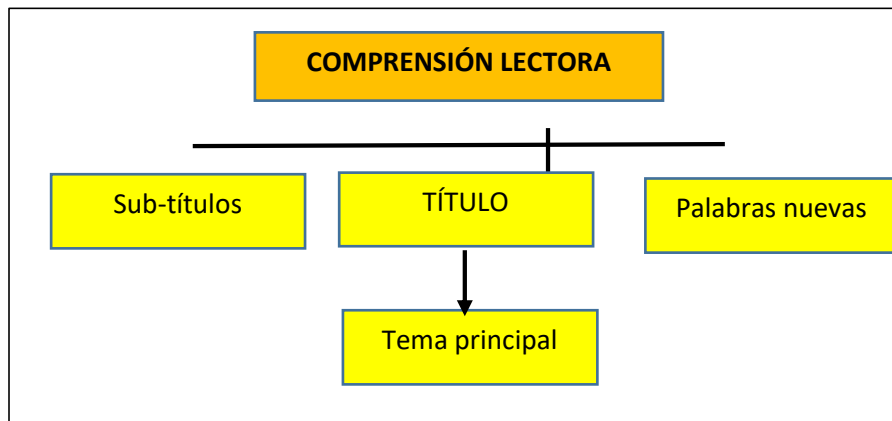 COMPRENSIÓN LECTORA
Sub-títulos
TÍTULO
Palabras nuevas
Tema principal